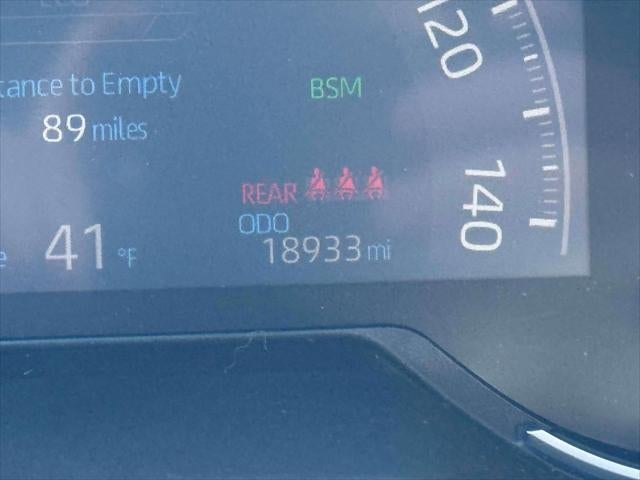 120
tance to Empty
BSM
89 miles
140
REAR
ODO
e 41 °F
18933 mi